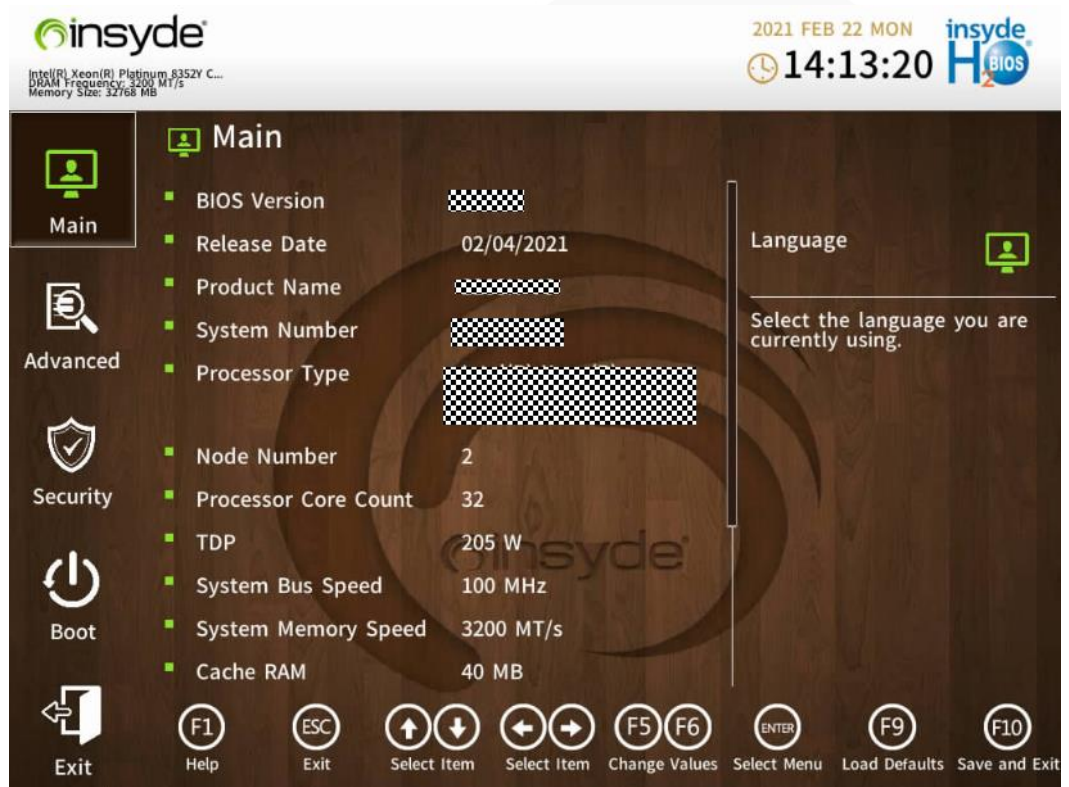 insyde
Intel(R) Xeon(R) Platinum 8352Y C...
DRAM Frequency: 3200 MT/s
Memory Size: 32768 MB
2021 FEB 22 MON
14:13:20
insyde
H2O BIOS
Main
Advanced
Security
Boot
Exit
Main
BIOS Version
Release Date 02/04/2021
Product Name
System Number
Processor Type
Node Number 2
Processor Core Count 32
TDP 205 W
System Bus Speed 100 MHz
System Memory Speed 3200 MT/s
Cache RAM 40 MB
insyde
Language
Select the language you are
currently using.
F1 Help
ESC Exit
Select Item
Select Item
F5 F6 Change Values
ENTER Select Menu
F9 Load Defaults
F10 Save and Exit